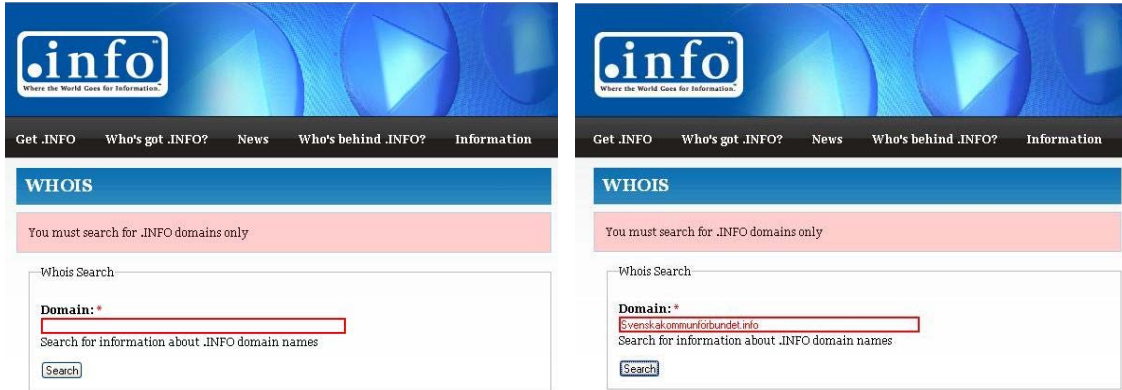 .info
Where the World Goes for Information.
Get .INFO Who's got .INFO? News Who's behind .INFO? Information
WHOIS
You must search for .INFO domains only
Whois Search
Domain: *
Search for information about .INFO domain names
Search
.info
Where the World Goes for Information.
Get .INFO Who's got .INFO? News Who's behind .INFO? Information
WHOIS
You must search for .INFO domains only
Whois Search
Domain: *
Svenskakommunförbundet.info
Search for information about .INFO domain names
Search